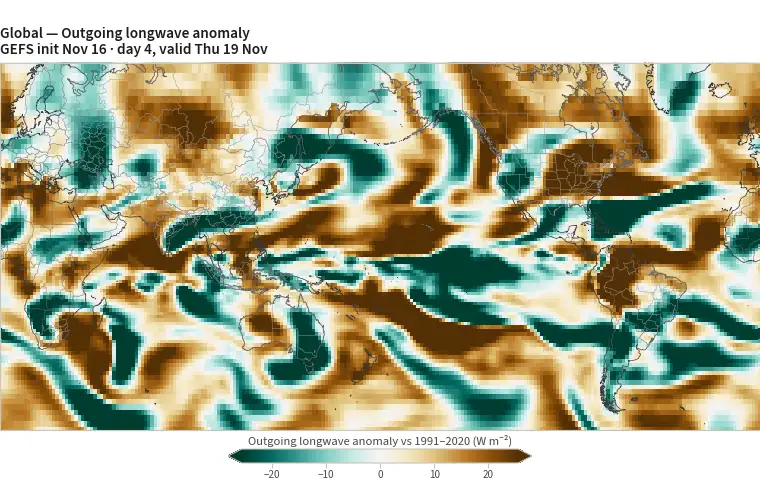 Global — Outgoing longwave anomaly
GEFS init Nov 16 · day 4, valid Thu 19 Nov
Outgoing longwave anomaly vs 1991–2020 (W m⁻²)
−20 −10 0 10 20